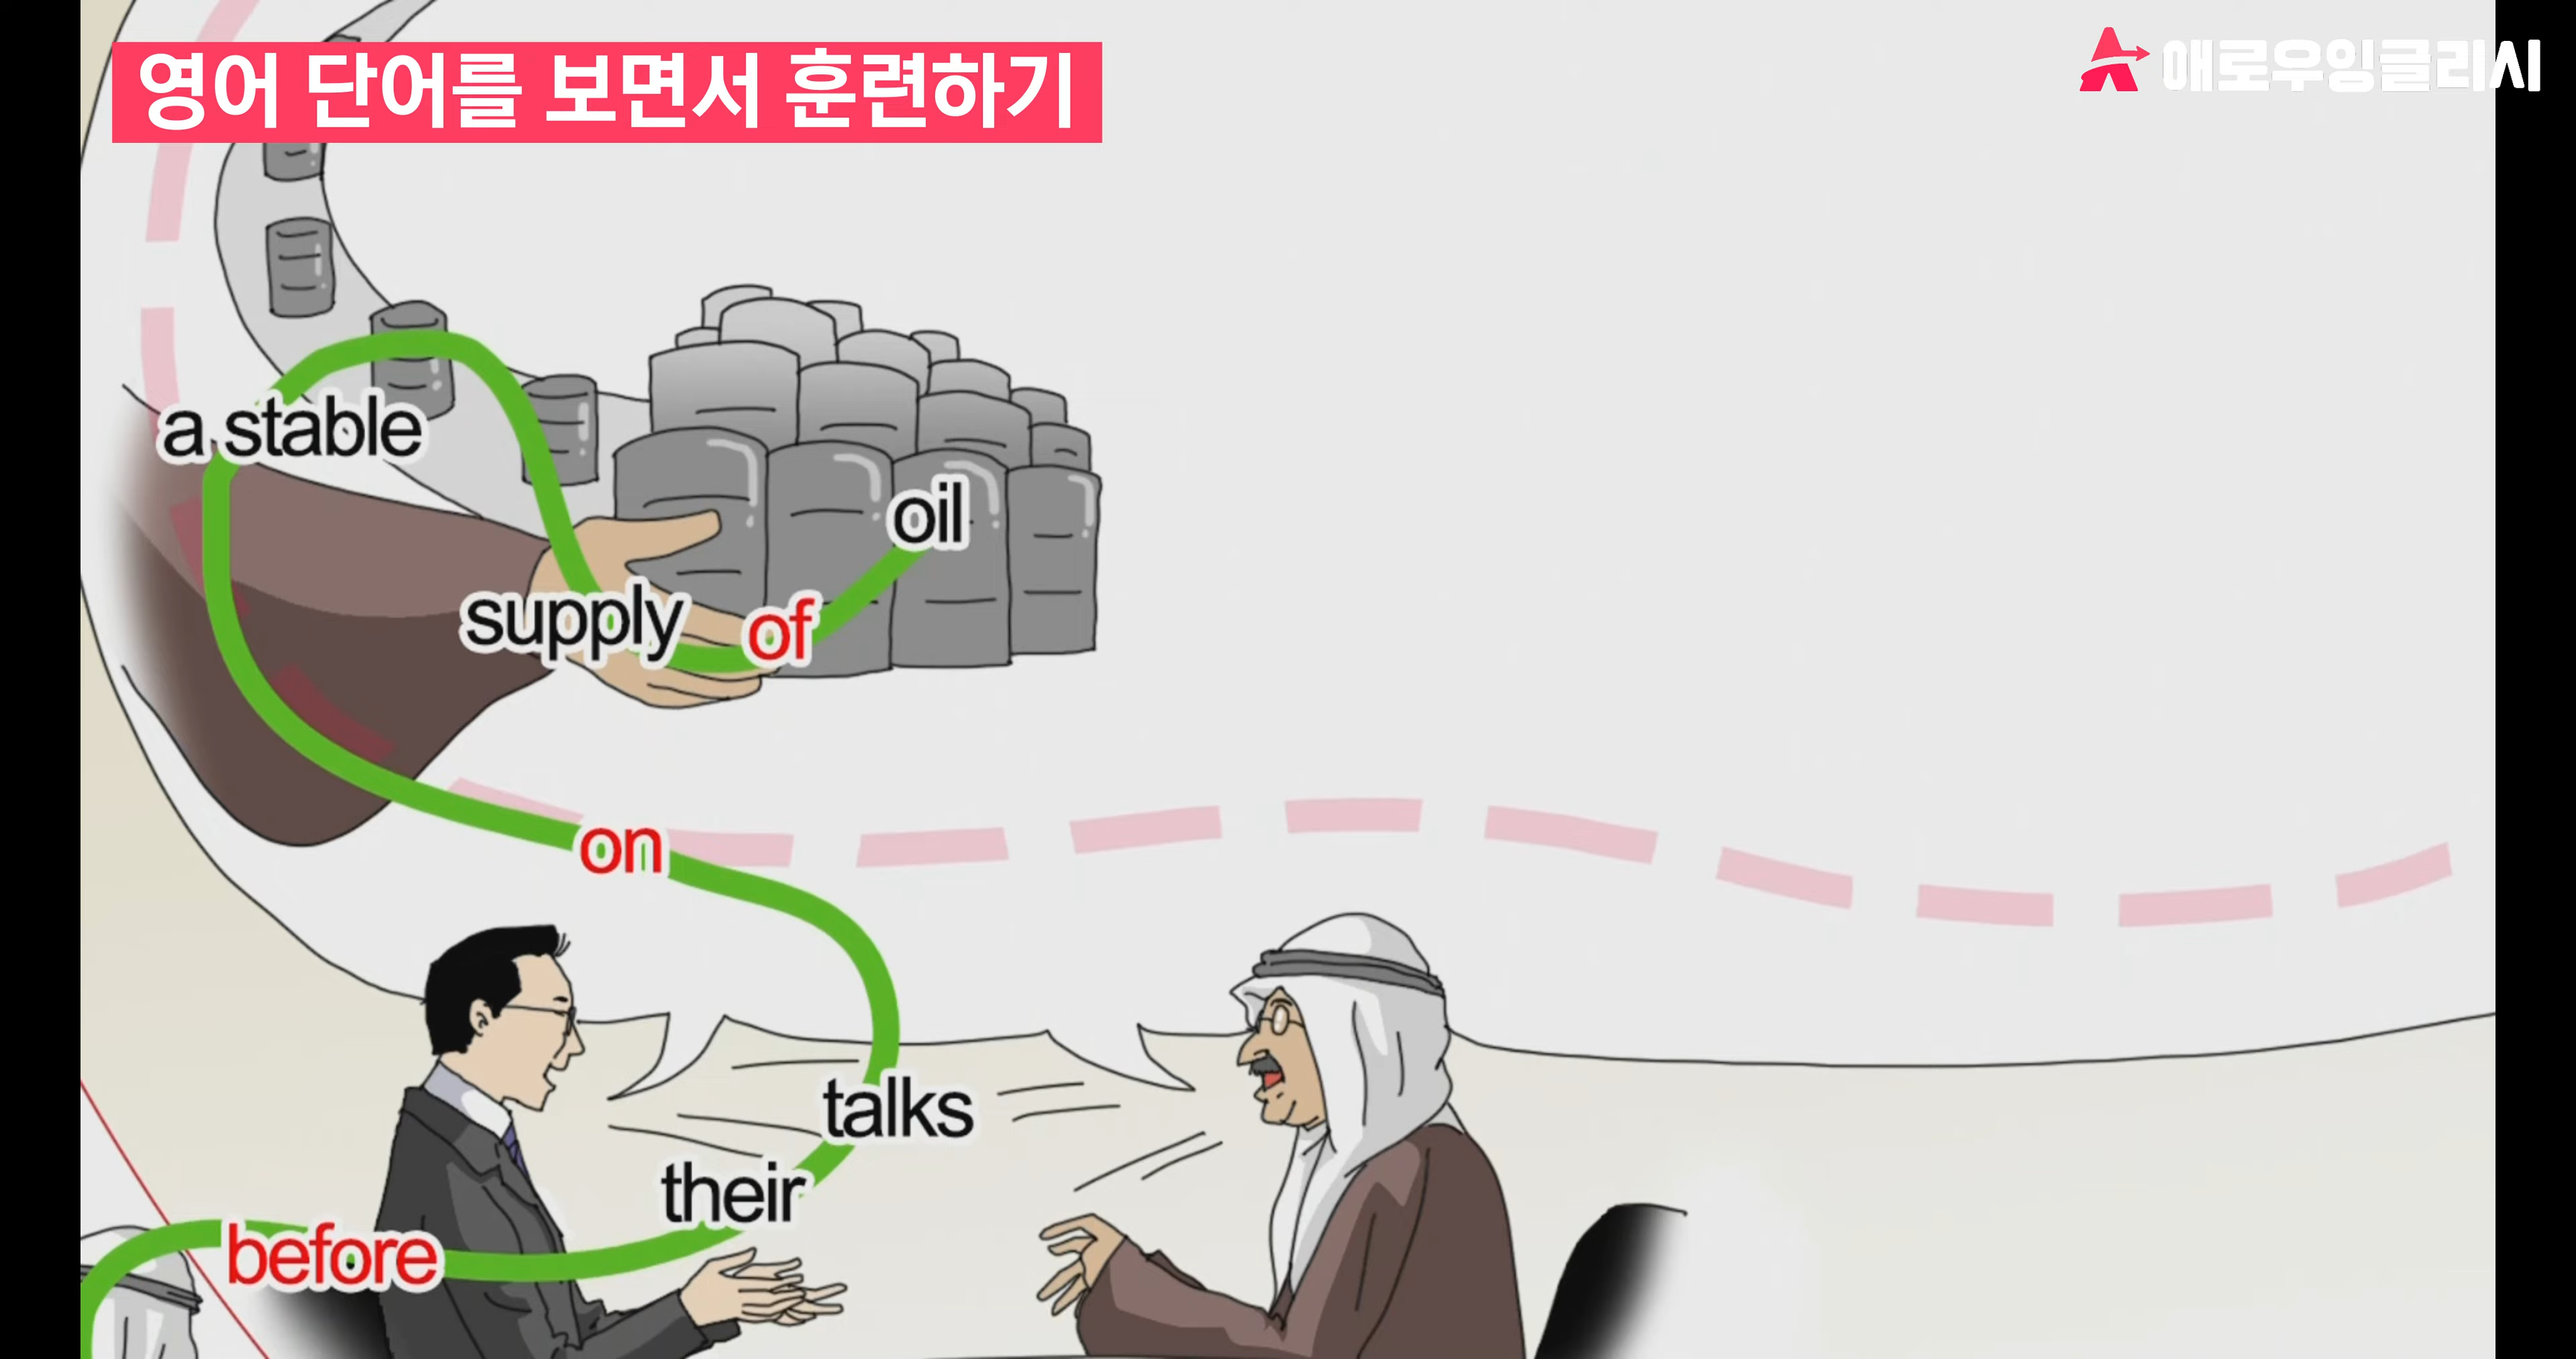 영어 단어를 보면서 훈련하기
애로우잉글리시
before
their
talks
on
a stable
supply
of
oil